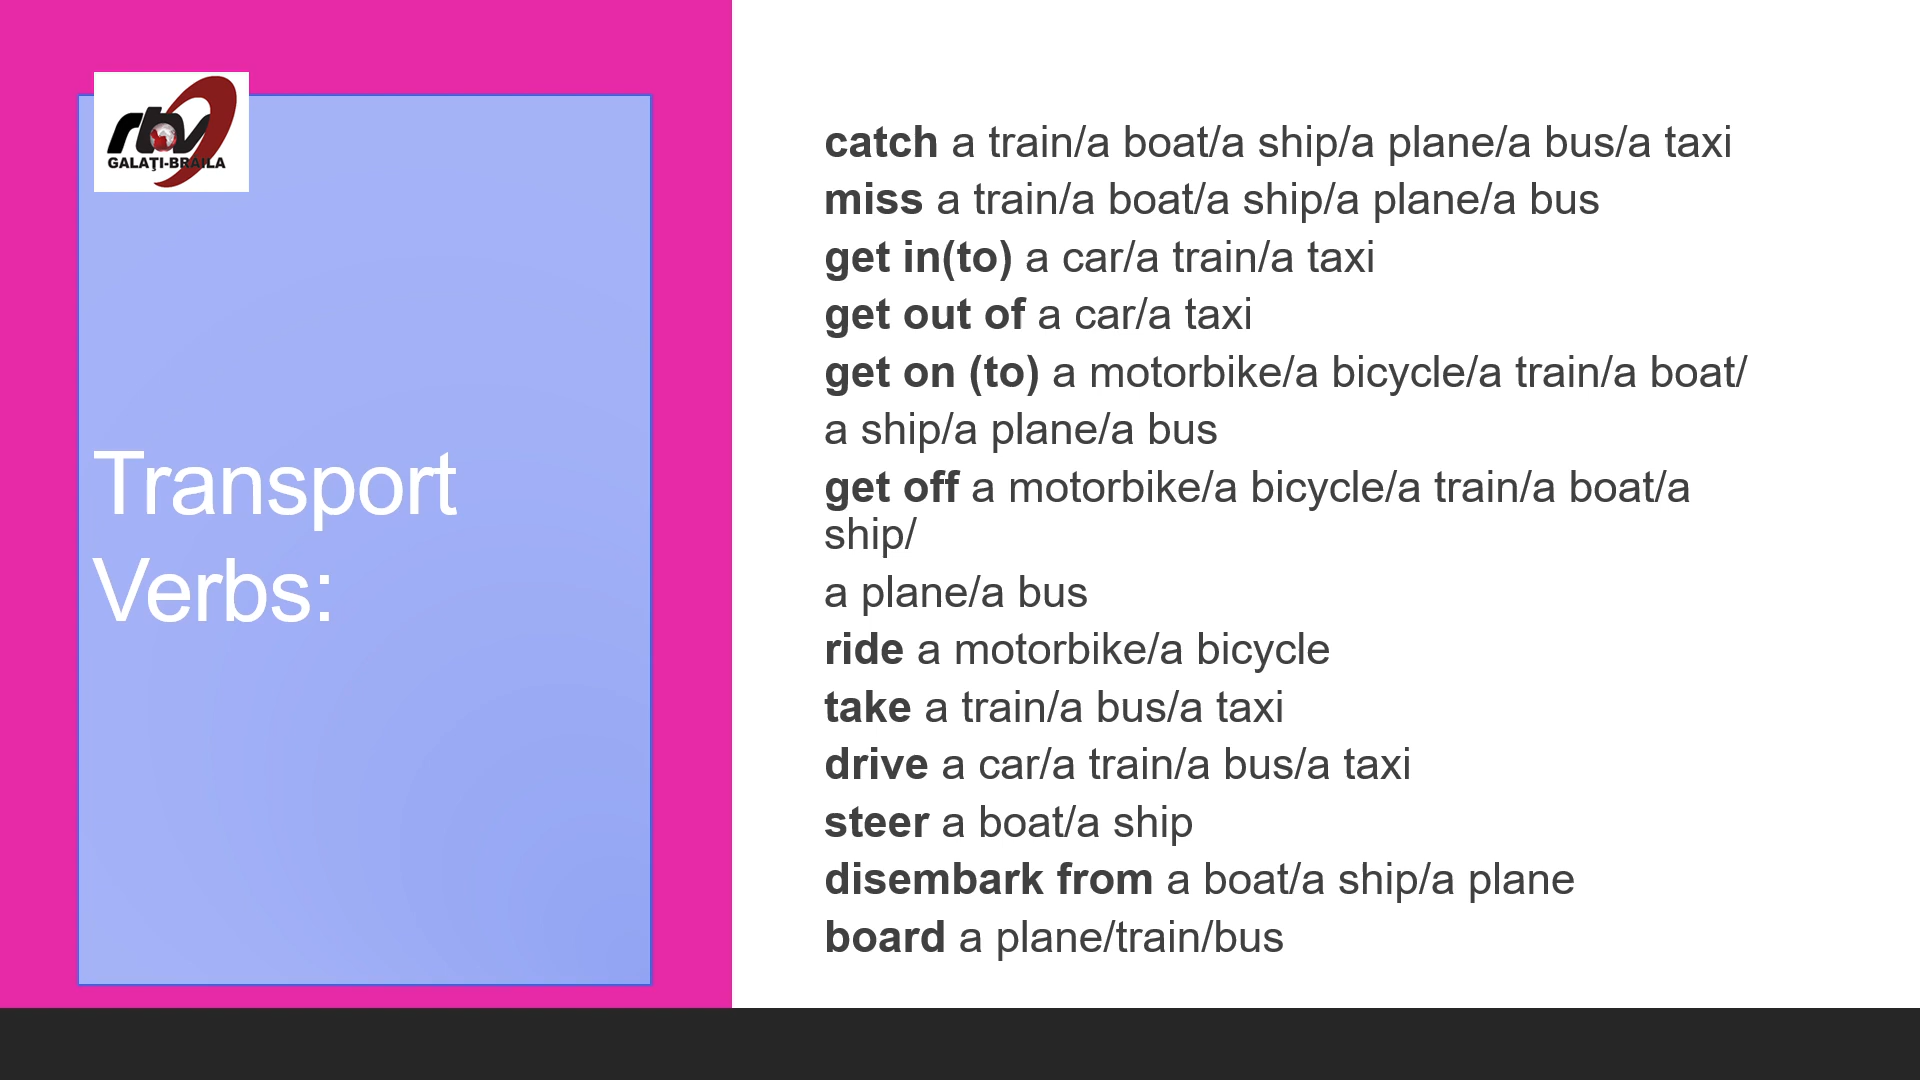 rtv
GALAŢI-BRĂILA
Transport
Verbs:
catch a train/a boat/a ship/a plane/a bus/a taxi
miss a train/a boat/a ship/a plane/a bus
get in(to) a car/a train/a taxi
get out of a car/a taxi
get on (to) a motorbike/a bicycle/a train/a boat/
a ship/a plane/a bus
get off a motorbike/a bicycle/a train/a boat/a
ship/
a plane/a bus
ride a motorbike/a bicycle
take a train/a bus/a taxi
drive a car/a train/a bus/a taxi
steer a boat/a ship
disembark from a boat/a ship/a plane
board a plane/train/bus